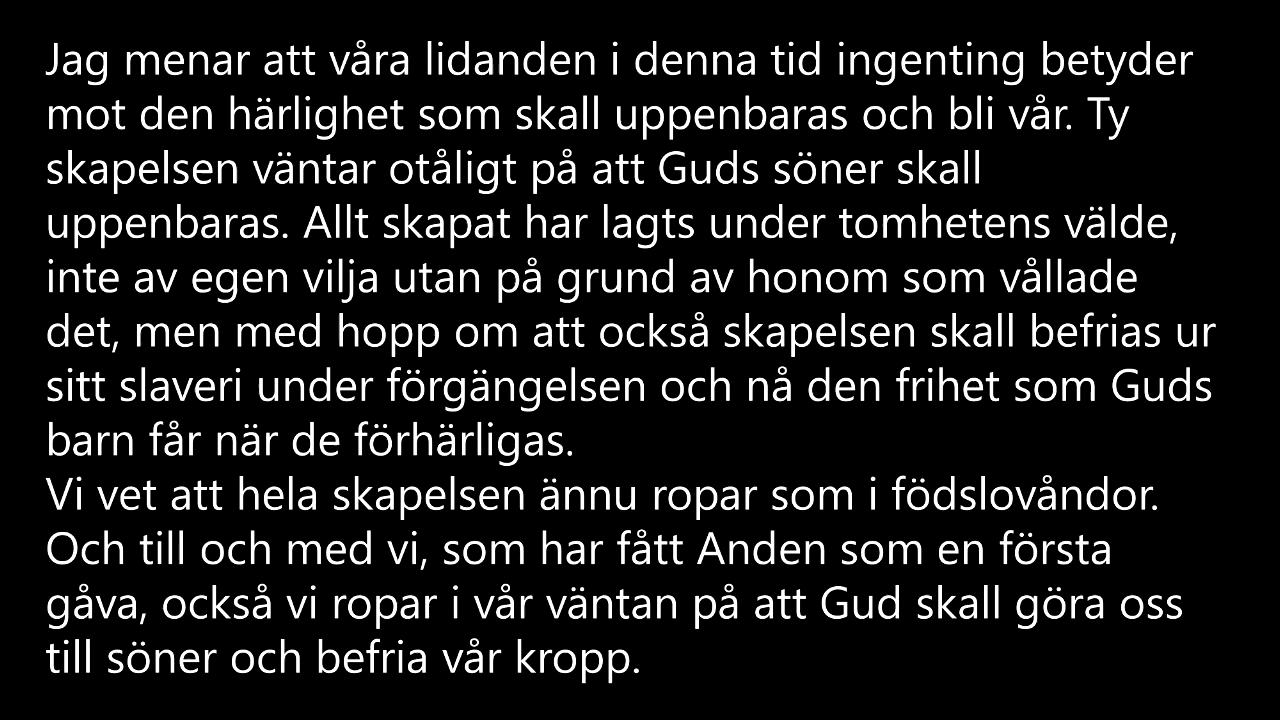 Jag menar att våra lidanden i denna tid ingenting betyder
mot den härlighet som skall uppenbaras och bli vår. Ty
skapelsen väntar otåligt på att Guds söner skall
uppenbaras. Allt skapat har lagts under tomhetens välde,
inte av egen vilja utan på grund av honom som vållade
det, men med hopp om att också skapelsen skall befrias ur
sitt slaveri under förgängelsen och nå den frihet som Guds
barn får när de förhärligas.
Vi vet att hela skapelsen ännu ropar som i födslovåndor.
Och till och med vi, som har fått Anden som en första
gåva, också vi ropar i vår väntan på att Gud skall göra oss
till söner och befria vår kropp.